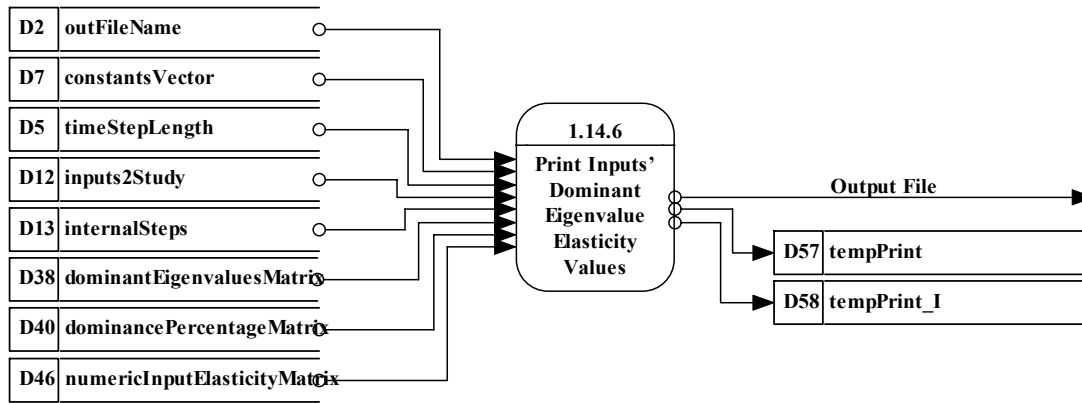 D2 outFileName
D7 constantsVector
D5 timeStepLength
D12 inputs2Study
D13 internalSteps
D38 dominantEigenvaluesMatrix
D40 dominancePercentageMatrix
D46 numericInputElasticityMatrix
1.14.6
Print Inputs’
Dominant
Eigenvalue
Elasticity
Values
Output File
D57 tempPrint
D58 tempPrint_I